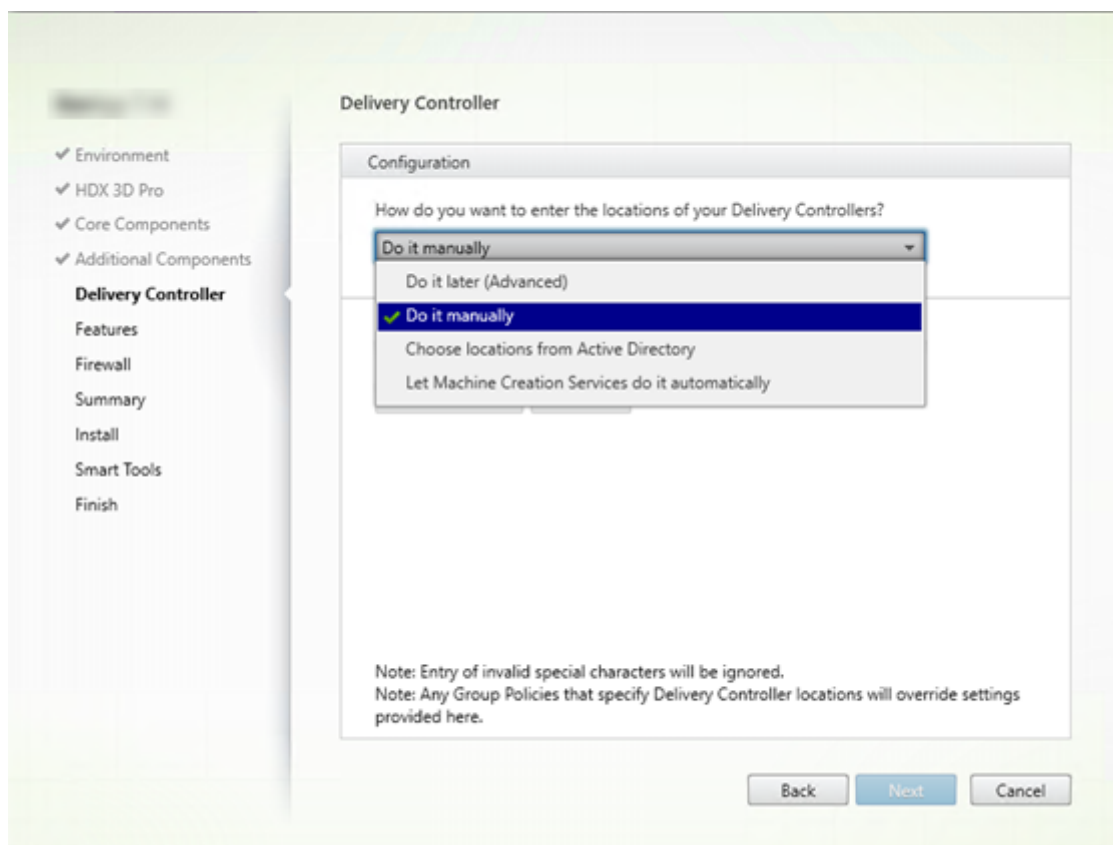 Delivery Controller
Environment
HDX 3D Pro
Core Components
Additional Components
Delivery Controller
Features
Firewall
Summary
Install
Smart Tools
Finish
Configuration
How do you want to enter the locations of your Delivery Controllers?
Do it manually
Do it later (Advanced)
Do it manually
Choose locations from Active Directory
Let Machine Creation Services do it automatically
Note: Entry of invalid special characters will be ignored.
Note: Any Group Policies that specify Delivery Controller locations will override settings
provided here.
Back Next Cancel